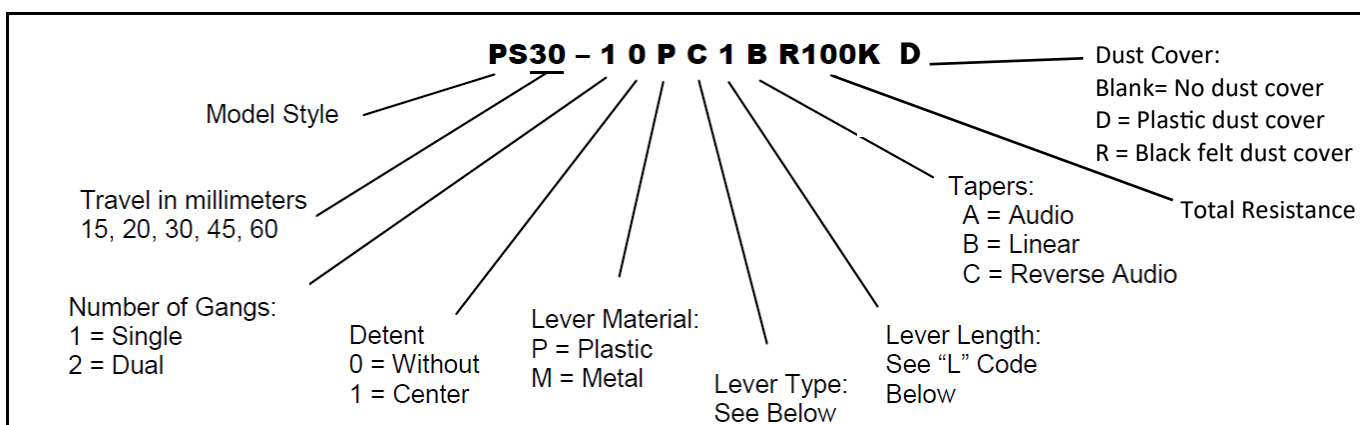 PS30 – 1 0 P C 1 B R100K D
Dust Cover:
Blank= No dust cover
D = Plastic dust cover
R = Black felt dust cover
Model Style
Travel in millimeters
15, 20, 30, 45, 60
Tapers:
A = Audio
B = Linear
C = Reverse Audio
Total Resistance
Number of Gangs:
1 = Single
2 = Dual
Detent
0 = Without
1 = Center
Lever Material:
P = Plastic
M = Metal
Lever Type:
See Below
Lever Length:
See “L” Code
Below